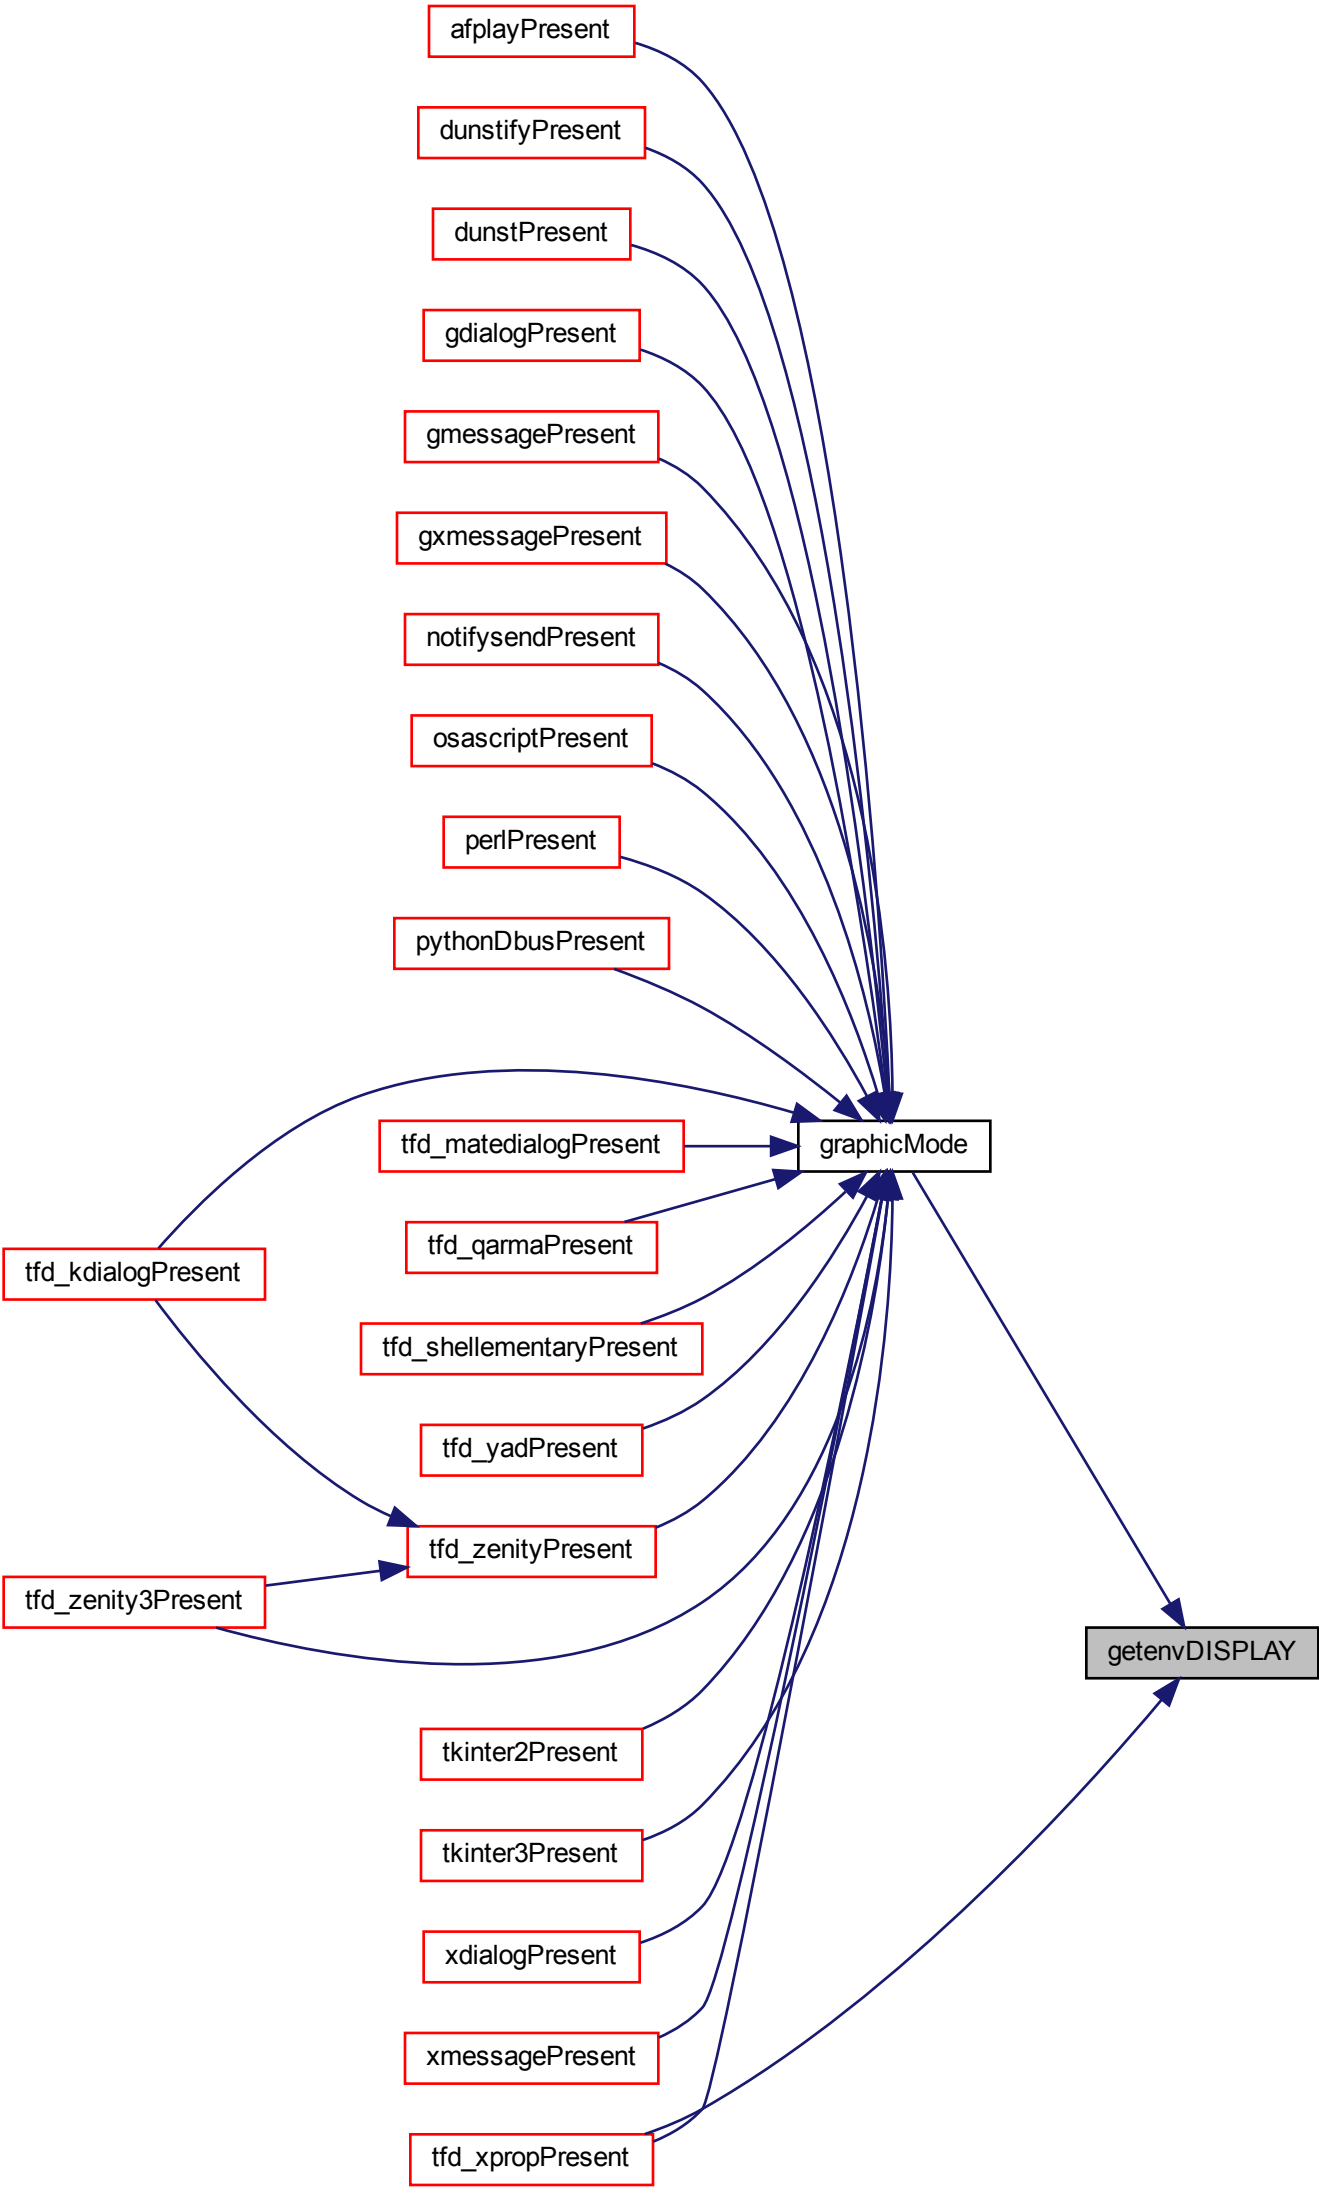 afplayPresent
dunstifyPresent
dunstPresent
gdialogPresent
gmessagePresent
gxmessagePresent
notifysendPresent
osascriptPresent
perlPresent
pythonDbusPresent
graphicMode
tfd_matedialogPresent
tfd_qarmaPresent
tfd_kdialogPresent
tfd_shellementaryPresent
tfd_yadPresent
tfd_zenityPresent
tfd_zenity3Present
getenvDISPLAY
tkinter2Present
tkinter3Present
xdialogPresent
xmessagePresent
tfd_xpropPresent